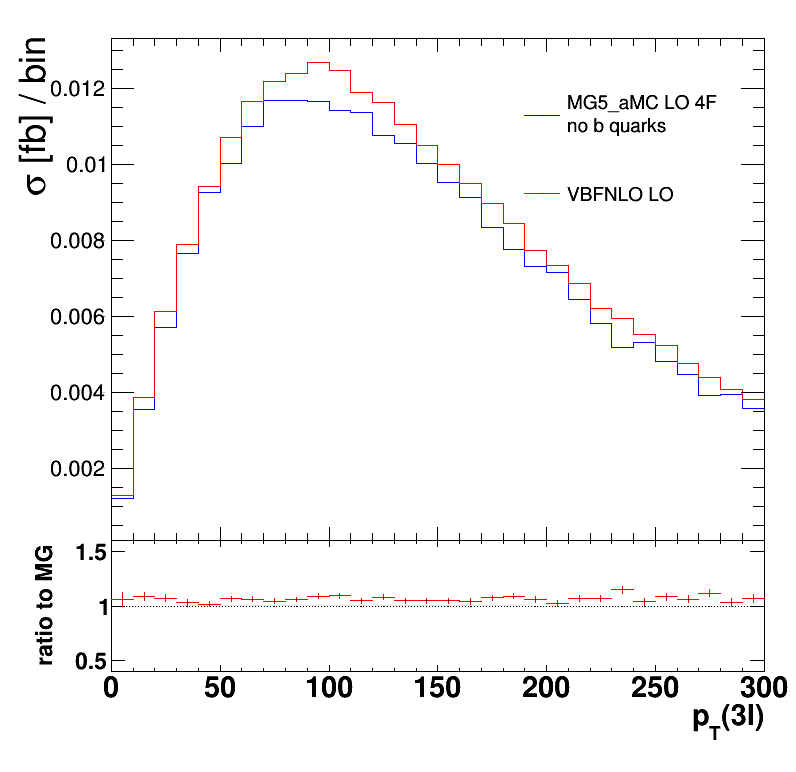 σ [fb] / bin
0.012
0.01
0.008
0.006
0.004
0.002
MG5_aMC LO 4F
no b quarks
VBFNLO LO
ratio to MG
1.5
1
0.5
0 50 100 150 200 250 300
p_T(3l)